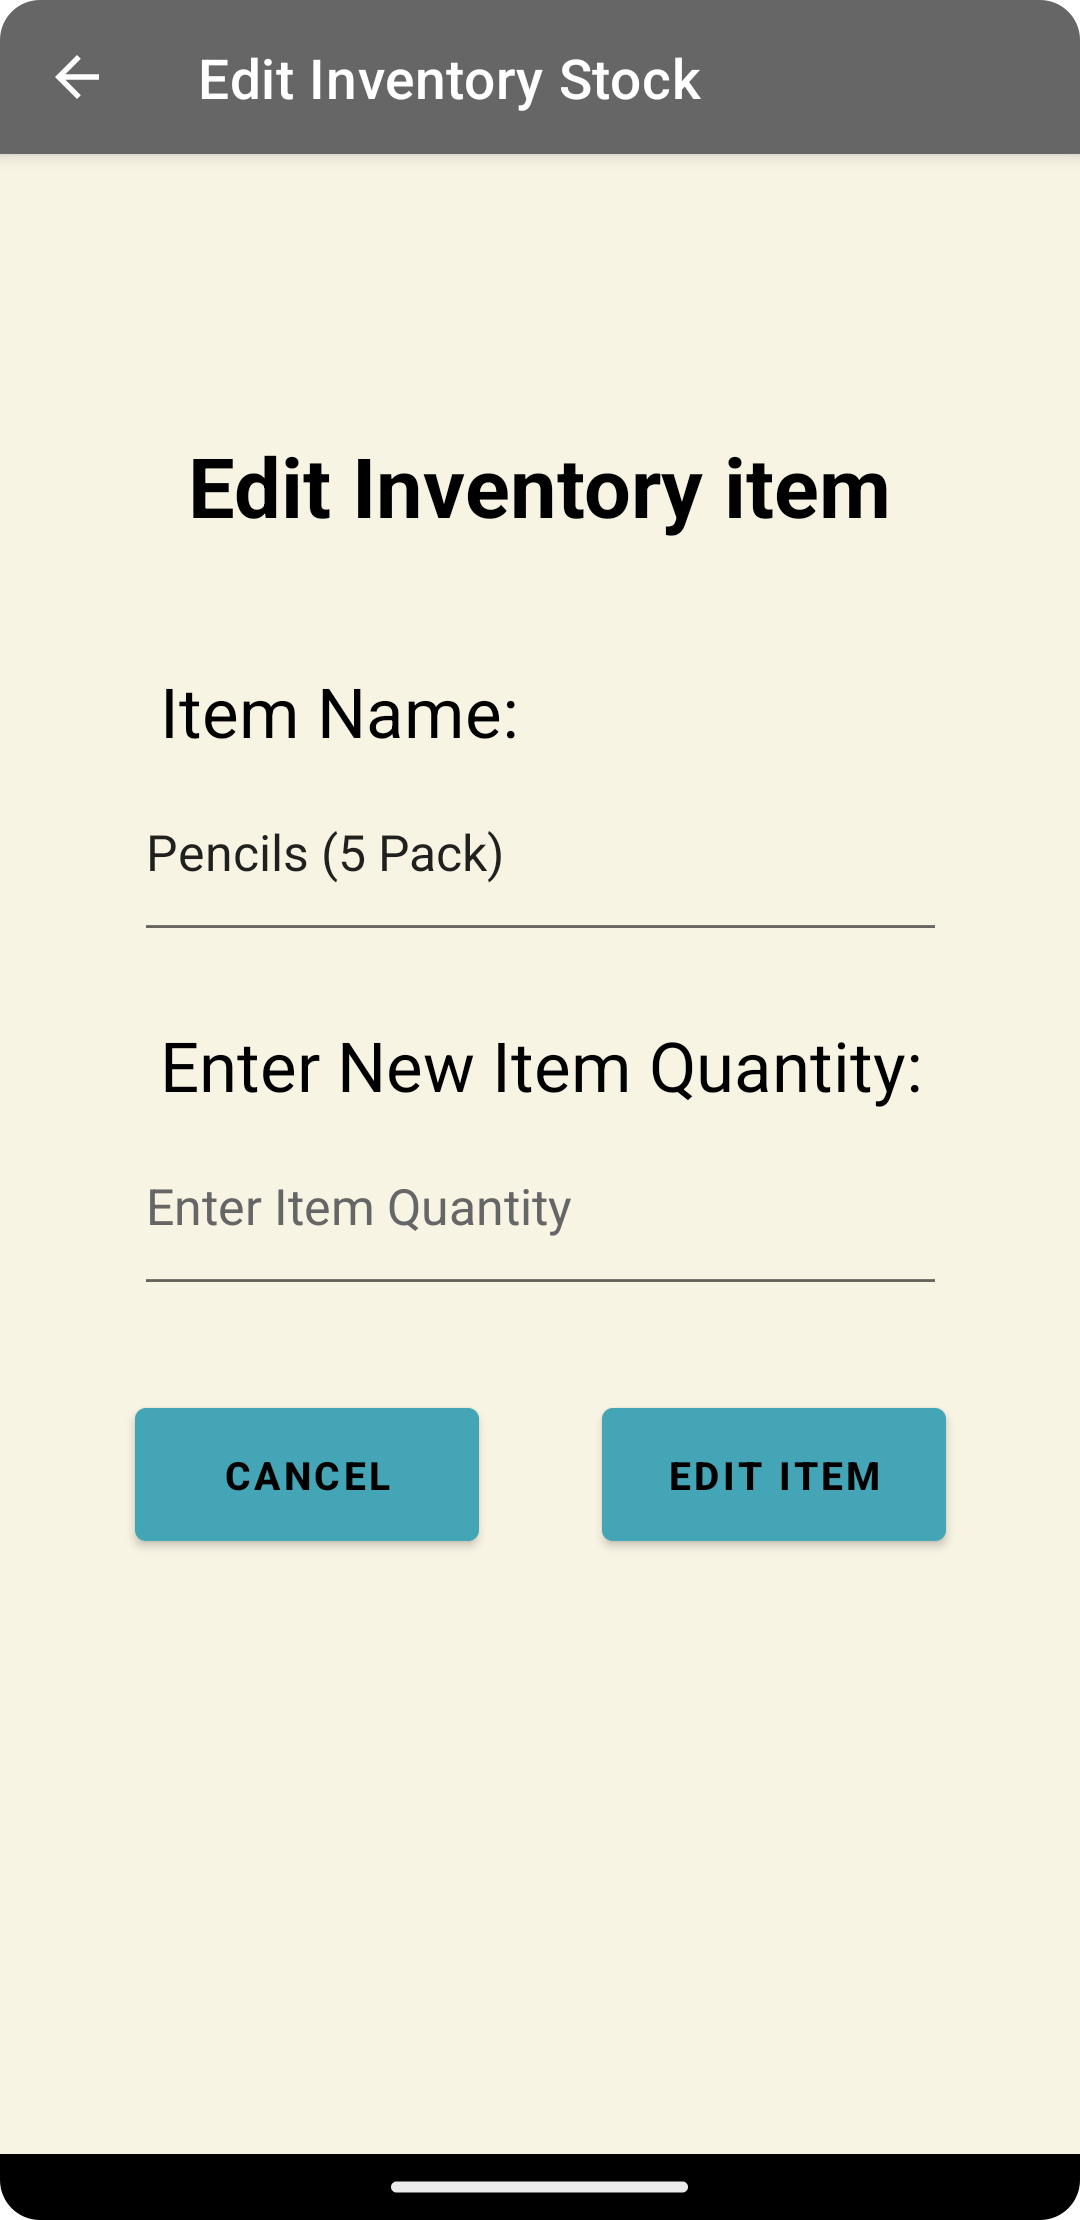 Edit Inventory Stock
Edit Inventory item
Item Name:
Pencils (5 Pack)
Enter New Item Quantity:
Enter Item Quantity
CANCEL
EDIT ITEM